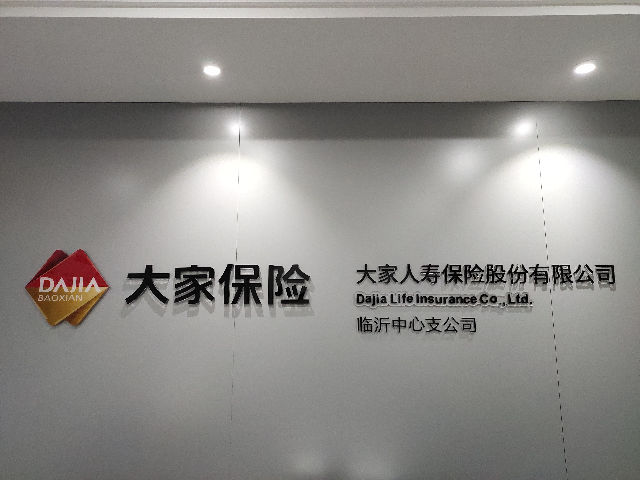 DAJIA
BAOXIAN
大家保险
大家人寿保险股份有限公司
Dajia Life Insurance Co., Ltd.
临沂中心支公司